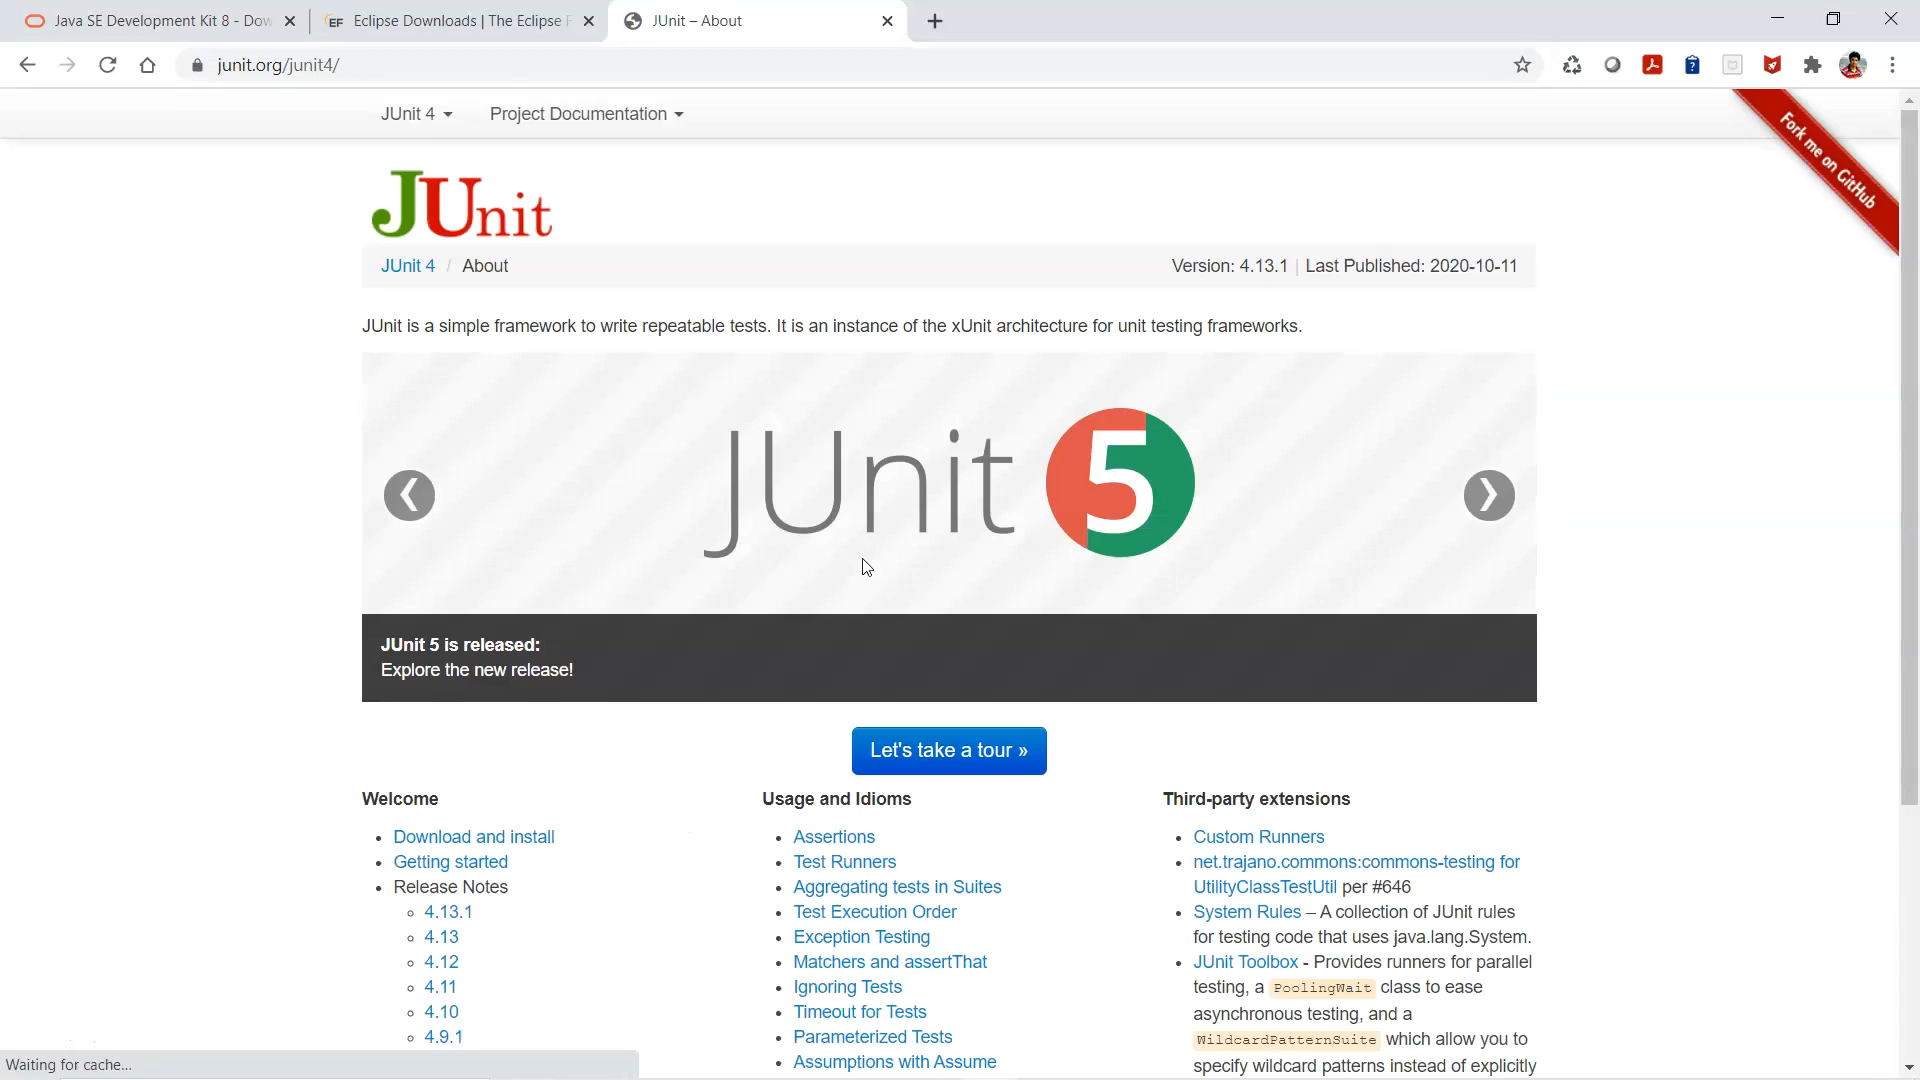 Java SE Development Kit 8 - Dow
Eclipse Downloads | The Eclipse F
JUnit – About
junit.org/junit4/
JUnit 4
Project Documentation
Fork me on GitHub
JUnit
JUnit 4 / About
Version: 4.13.1 | Last Published: 2020-10-11
JUnit is a simple framework to write repeatable tests. It is an instance of the xUnit architecture for unit testing frameworks.
JUnit 5
JUnit 5 is released:
Explore the new release!
Let's take a tour »
Welcome
Download and install
Getting started
Release Notes
4.13.1
4.13
4.12
4.11
4.10
4.9.1
Usage and Idioms
Assertions
Test Runners
Aggregating tests in Suites
Test Execution Order
Exception Testing
Matchers and assertThat
Ignoring Tests
Timeout for Tests
Parameterized Tests
Assumptions with Assume
Third-party extensions
Custom Runners
net.trajano.commons:commons-testing for
UtilityClassTestUtil per #646
System Rules – A collection of JUnit rules
for testing code that uses java.lang.System.
JUnit Toolbox - Provides runners for parallel
testing, a PoolingWait class to ease
asynchronous testing, and a
WildcardPatternSuite which allow you to
specify wildcard patterns instead of explicitly
Waiting for cache...